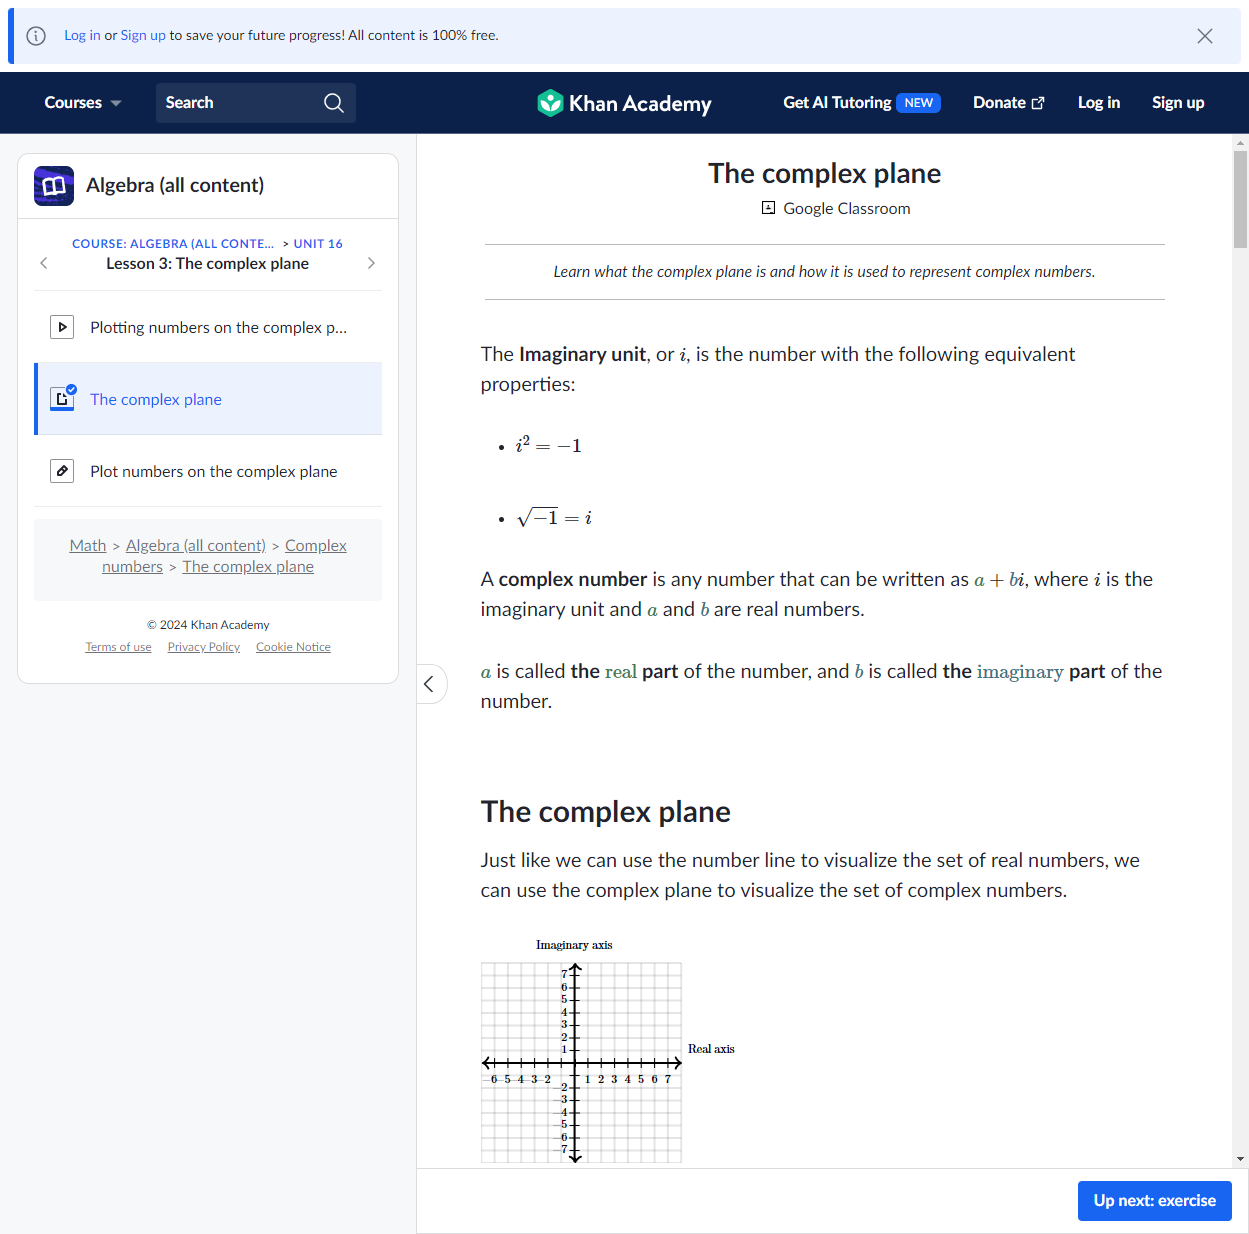 Log in or Sign up to save your future progress! All content is 100% free.
Courses
Search
Khan Academy
Get AI Tutoring NEW
Donate
Log in
Sign up
Algebra (all content)
COURSE: ALGEBRA (ALL CONTE... > UNIT 16
Lesson 3: The complex plane
Plotting numbers on the complex p...
The complex plane
Plot numbers on the complex plane
Math > Algebra (all content) > Complex
numbers > The complex plane
© 2024 Khan Academy
Terms of use Privacy Policy Cookie Notice
The complex plane
Google Classroom
Learn what the complex plane is and how it is used to represent complex numbers.
The Imaginary unit, or i, is the number with the following equivalent
properties:
• i² = −1
• √−1 = i
A complex number is any number that can be written as a + bi, where i is the
imaginary unit and a and b are real numbers.
a is called the real part of the number, and b is called the imaginary part of the
number.
The complex plane
Just like we can use the number line to visualize the set of real numbers, we
can use the complex plane to visualize the set of complex numbers.
Imaginary axis
7
6
5
4
3
2
1
Real axis
−6 −5 −4 −3 −2 1 2 3 4 5 6 7
−2
−3
−4
−5
−6
−7
Up next: exercise